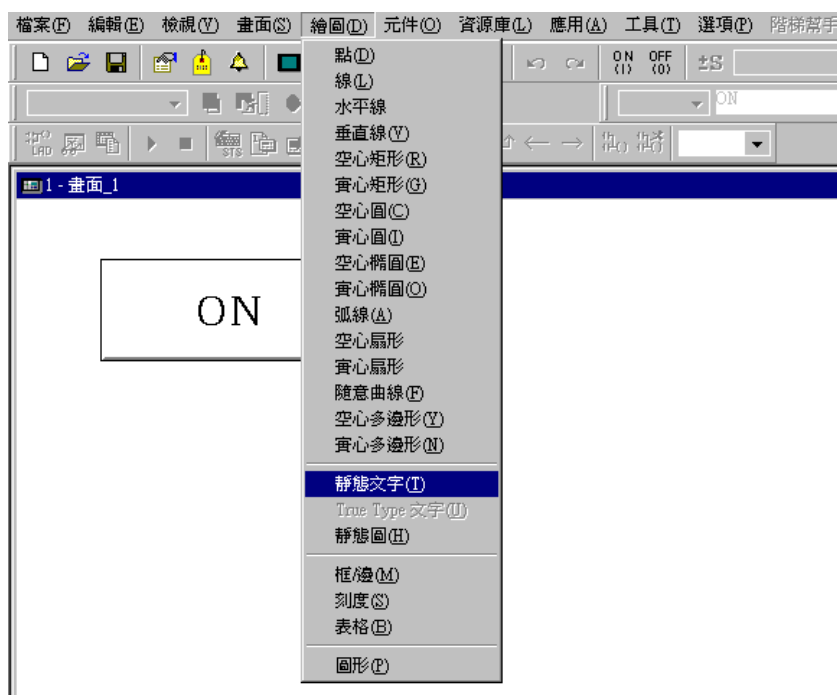 檔案(F) 編輯(E) 檢視(V) 畫面(S) 繪圖(D) 元件(O) 資源庫(L) 應用(A) 工具(T) 選項(P) 階梯幫手
ON (1) OFF (0) ±S
ON
LAD STS
1 - 畫面_1
ON
點(D)
線(L)
水平線
垂直線(V)
空心矩形(R)
實心矩形(G)
空心圓(C)
實心圓(I)
空心橢圓(E)
實心橢圓(O)
弧線(A)
空心扇形
實心扇形
隨意曲線(F)
空心多邊形(Y)
實心多邊形(N)
靜態文字(T)
True Type 文字(U)
靜態圖(H)
框/邊(M)
刻度(S)
表格(B)
圖形(P)